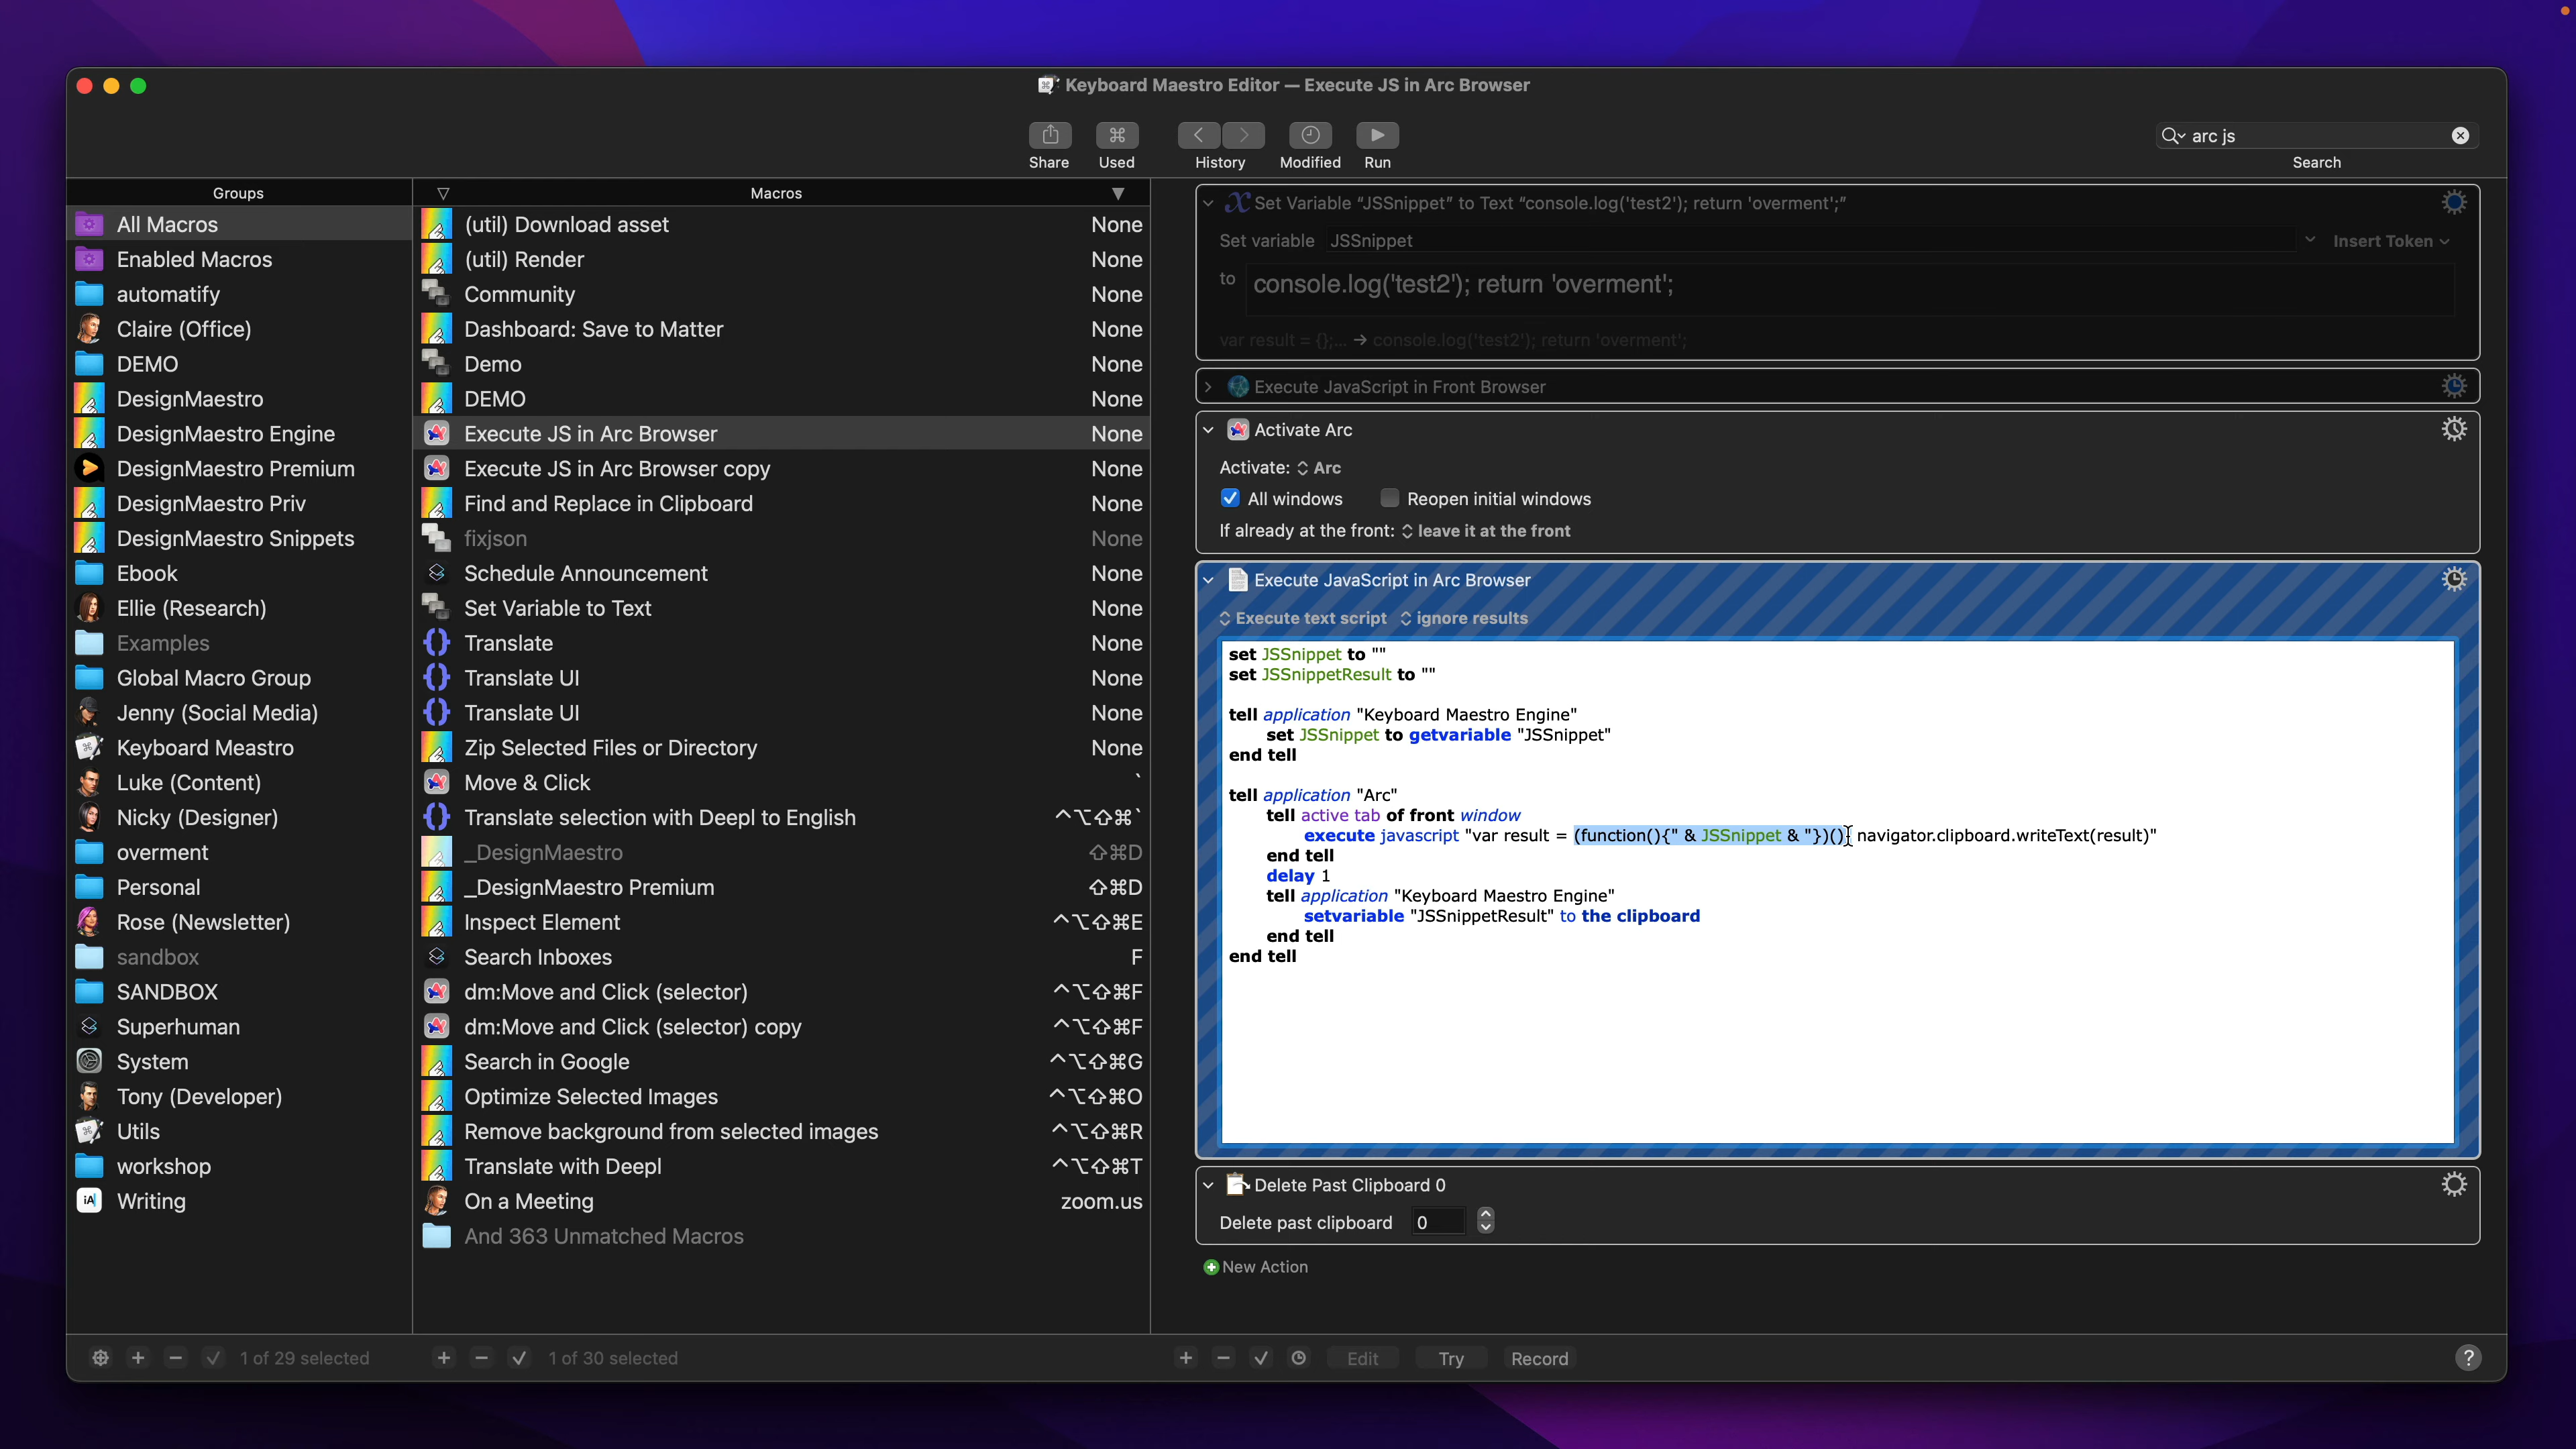 Keyboard Maestro Editor — Execute JS in Arc Browser
Share
Used
History
Modified
Run
arc js
Search
Groups
All Macros
Enabled Macros
automatify
Claire (Office)
DEMO
DesignMaestro
DesignMaestro Engine
DesignMaestro Premium
DesignMaestro Priv
DesignMaestro Snippets
Ebook
Ellie (Research)
Examples
Global Macro Group
Jenny (Social Media)
Keyboard Meastro
Luke (Content)
Nicky (Designer)
overment
Personal
Rose (Newsletter)
sandbox
SANDBOX
Superhuman
System
Tony (Developer)
Utils
workshop
iA Writing
1 of 29 selected
Macros
(util) Download asset None
(util) Render None
Community None
Dashboard: Save to Matter None
Demo None
DEMO None
Execute JS in Arc Browser None
Execute JS in Arc Browser copy None
Find and Replace in Clipboard None
fixjson None
Schedule Announcement None
Set Variable to Text None
{} Translate None
{} Translate UI None
{} Translate UI None
Zip Selected Files or Directory None
Move & Click `
{} Translate selection with Deepl to English ^⌥⇧⌘`
_DesignMaestro ⇧⌘D
_DesignMaestro Premium ⇧⌘D
Inspect Element ^⌥⇧⌘E
Search Inboxes F
dm:Move and Click (selector) ^⌥⇧⌘F
dm:Move and Click (selector) copy ^⌥⇧⌘F
Search in Google ^⌥⇧⌘G
Optimize Selected Images ^⌥⇧⌘O
Remove background from selected images ^⌥⇧⌘R
Translate with Deepl ^⌥⇧⌘T
On a Meeting zoom.us
And 363 Unmatched Macros
1 of 30 selected
Set Variable “JSSnippet” to Text “console.log('test2'); return 'overment';”
Set variable JSSnippet Insert Token
to console.log('test2'); return 'overment';
var result = {};... → console.log('test2'); return 'overment';
Execute JavaScript in Front Browser
Activate Arc
Activate: Arc
All windows Reopen initial windows
If already at the front: leave it at the front
Execute JavaScript in Arc Browser
Execute text script ignore results
set JSSnippet to ""
set JSSnippetResult to ""
tell application "Keyboard Maestro Engine"
set JSSnippet to getvariable "JSSnippet"
end tell
tell application "Arc"
tell active tab of front window
execute javascript "var result = (function(){" & JSSnippet & "})() navigator.clipboard.writeText(result)"
end tell
delay 1
tell application "Keyboard Maestro Engine"
setvariable "JSSnippetResult" to the clipboard
end tell
end tell
Delete Past Clipboard 0
Delete past clipboard 0
New Action
Edit
Try
Record
?